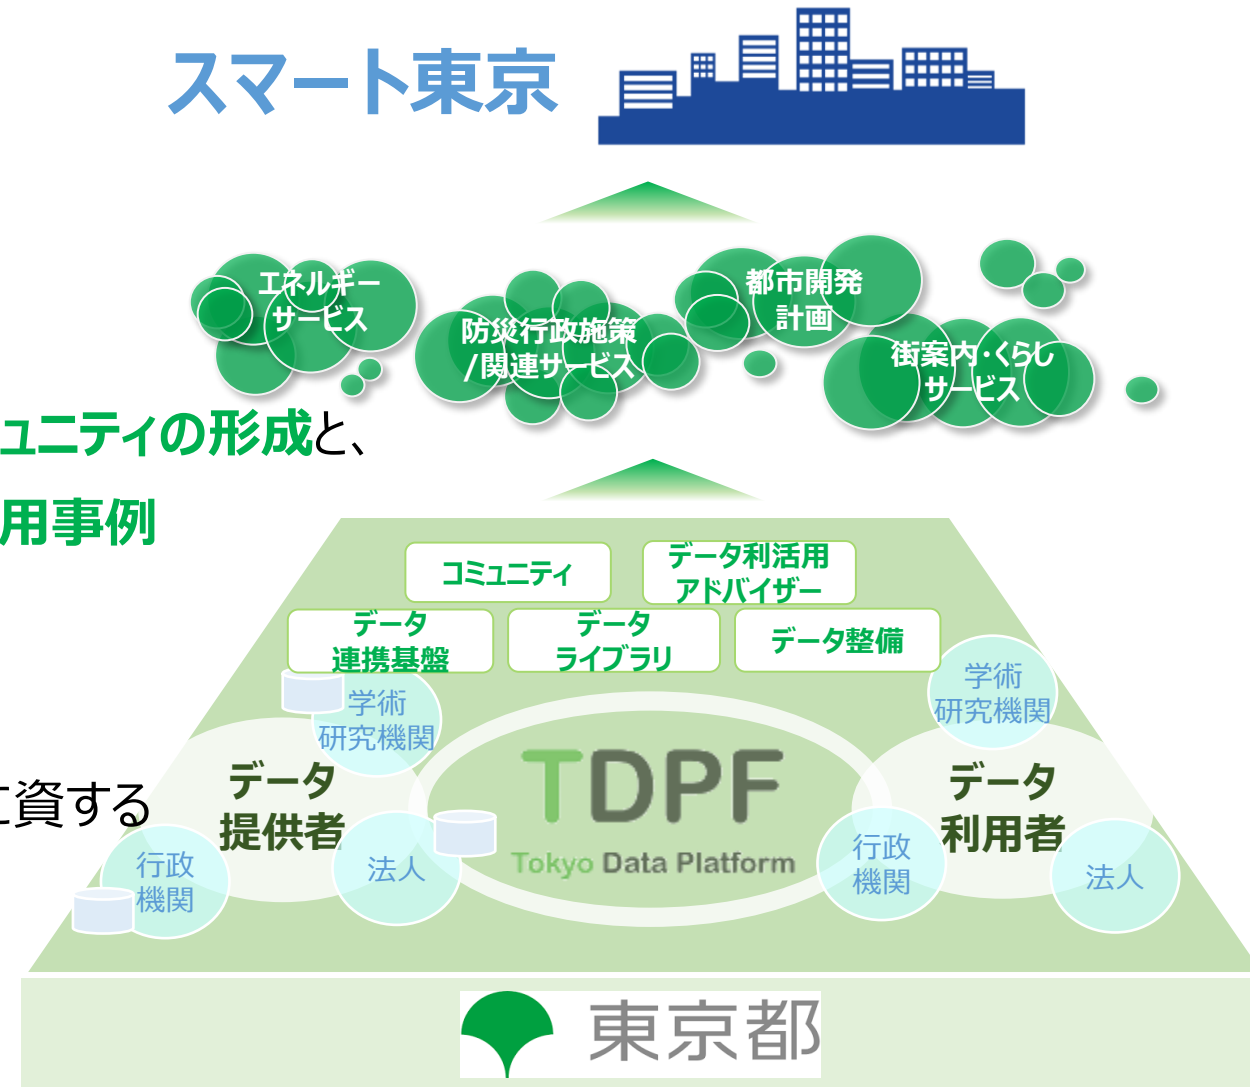 スマート東京
エネルギー
サービス
防災行政施策
/関連サービス
都市開発
計画
街案内・くらし
サービス
ュニティの形成と、
用事例
に資する
コミュニティ
データ利活用
アドバイザー
データ
連携基盤
データ
ライブラリ
データ整備
学術
研究機関
データ
提供者
行政
機関
法人
TDPF
Tokyo Data Platform
学術
研究機関
データ
利用者
行政
機関
法人
東京都